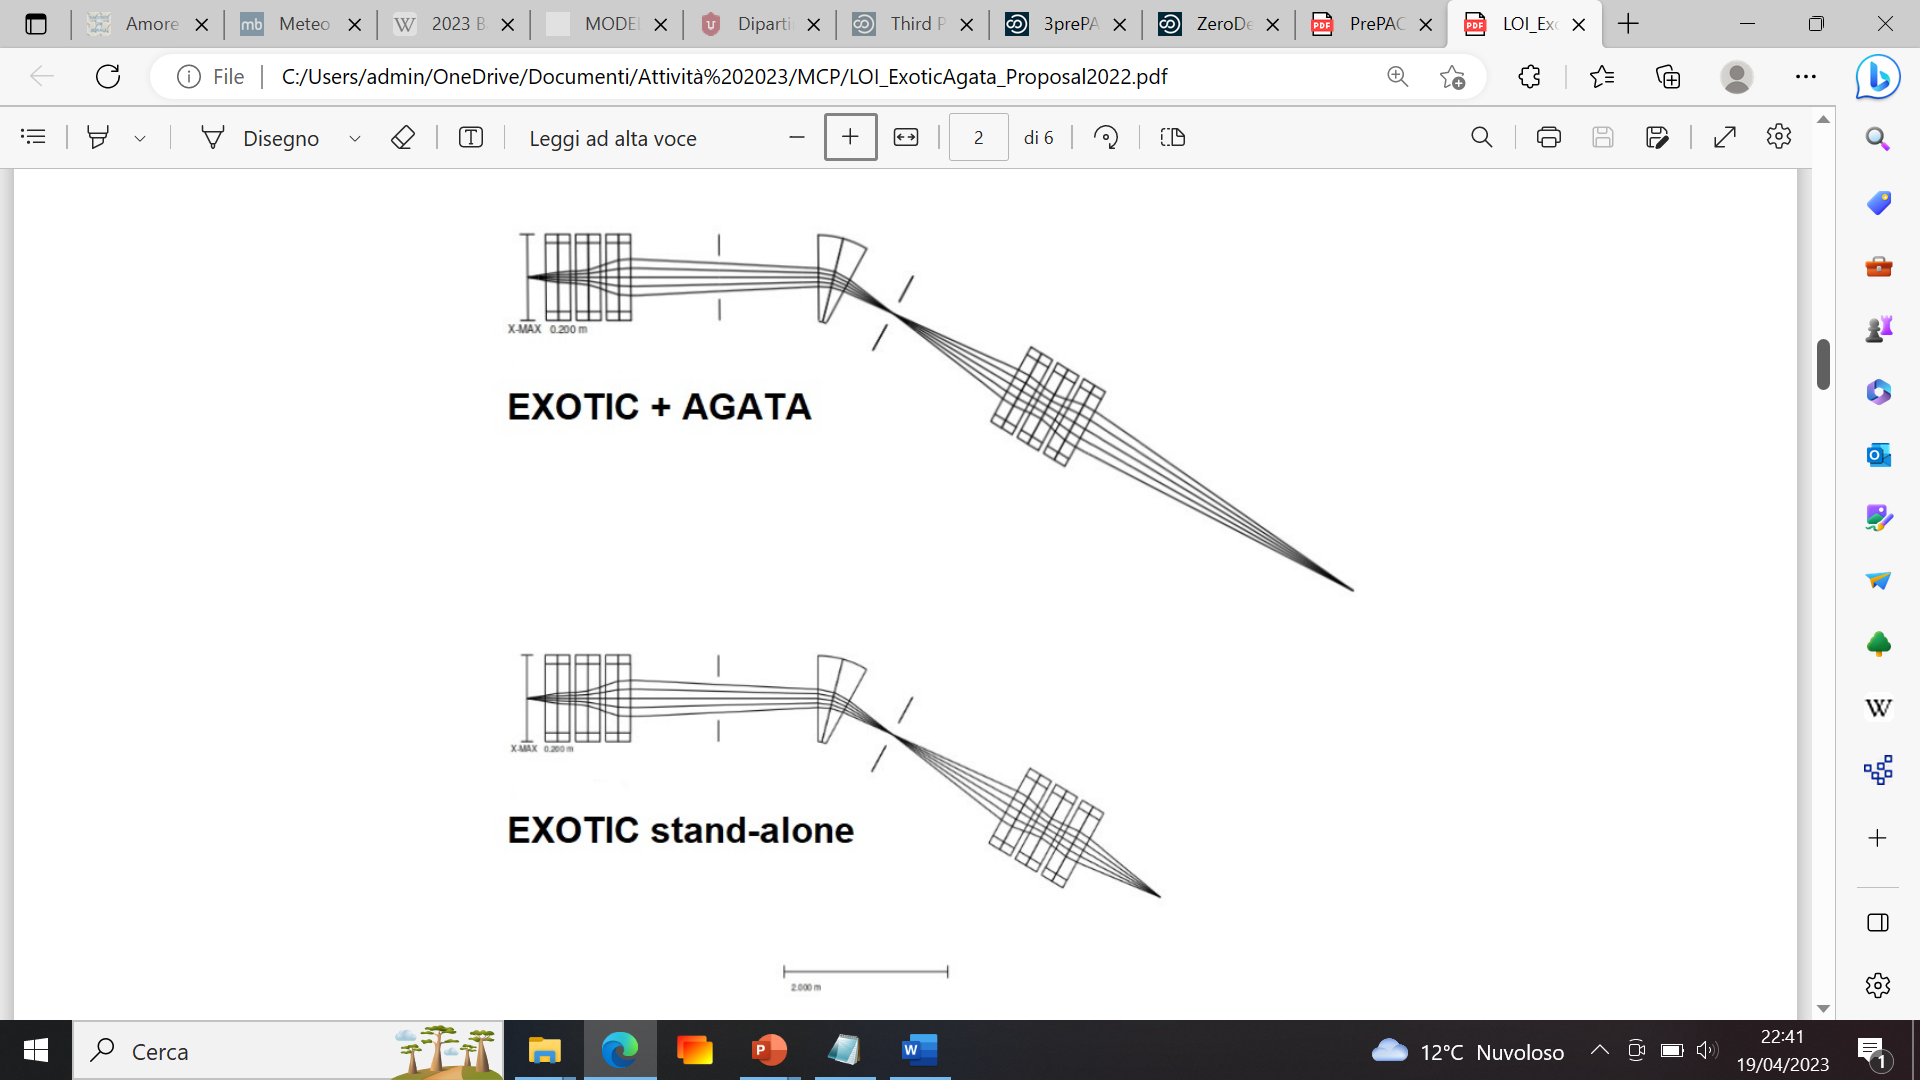 Amore
Meteo
2023 B
MODE
Diparti
Third P
3prePA
ZeroDe
PrePAC
LOI_Exo
File
C:/Users/admin/OneDrive/Documenti/Attività%202023/MCP/LOI_ExoticAgata_Proposal2022.pdf
Disegno
Leggi ad alta voce
2
di 6
X-MAX 0.200 m
EXOTIC + AGATA
X-MAX 0.200 m
EXOTIC stand-alone
2.000 m
Cerca
12°C Nuvoloso
22:41
19/04/2023
1